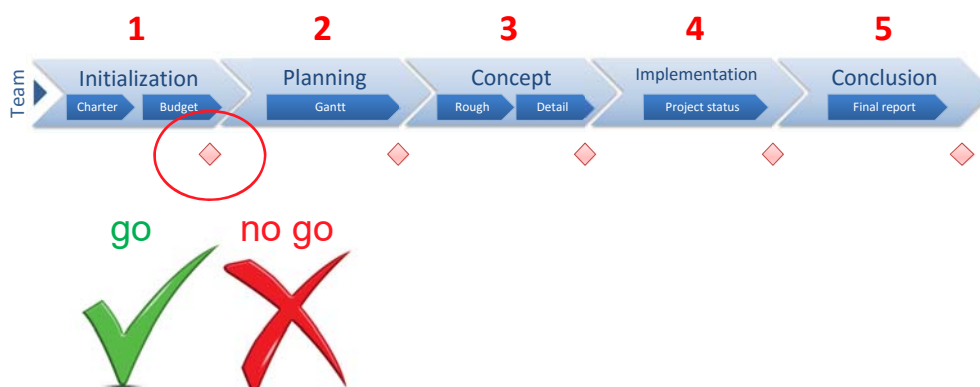 1 2 3 4 5
Team
Initialization Planning Concept Implementation Conclusion
Charter Budget Gantt Rough Detail Project status Final report
go no go